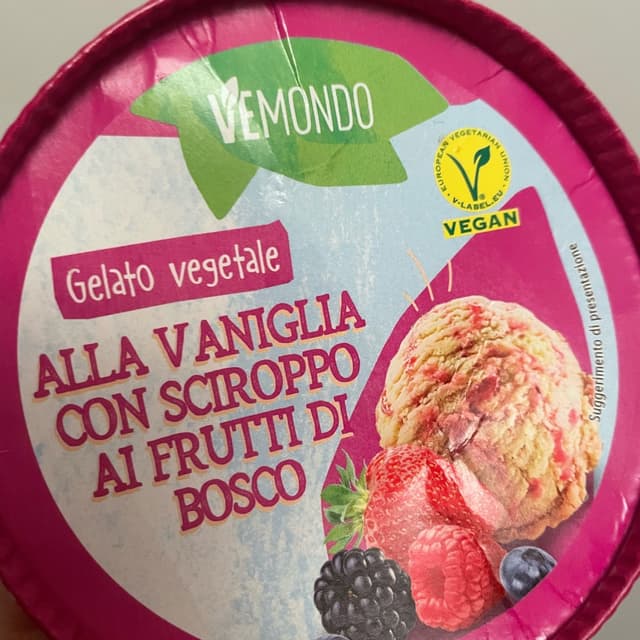 VEMONDO
EUROPEAN VEGETARIAN UNION
V-LABEL.EU
VEGAN
Gelato vegetale
ALLA VANIGLIA
CON SCIROPPO
AI FRUTTI DI
BOSCO
Suggerimento di presentazione